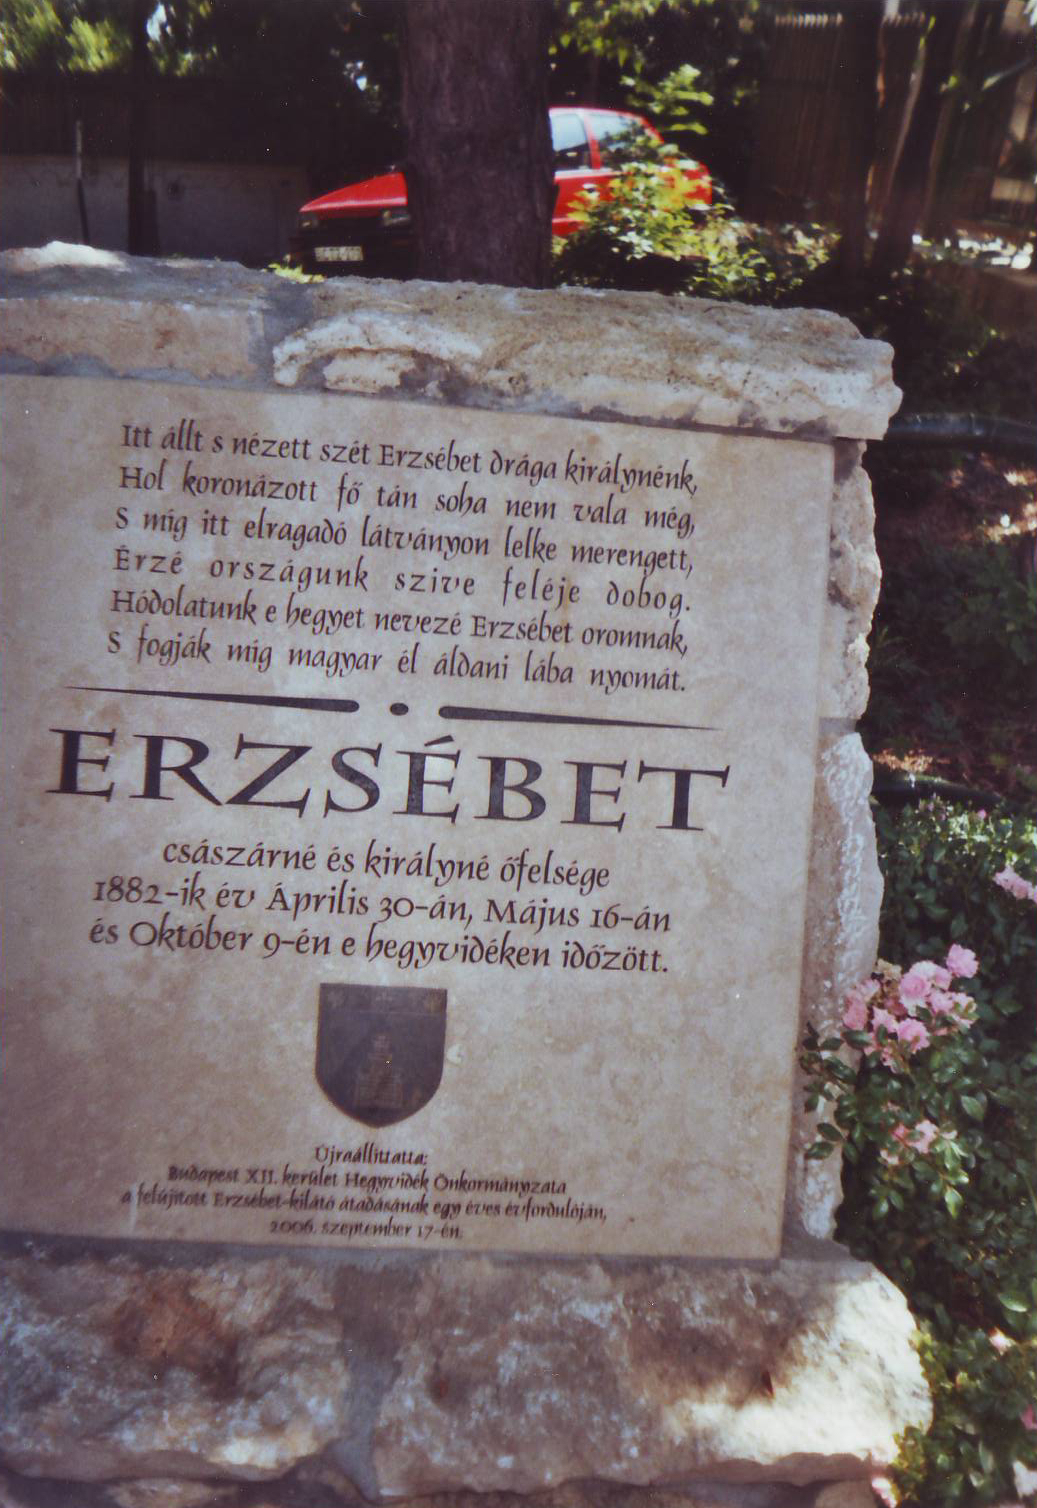 Itt állt s nézett szét Erzsébet drága királynénk,
Hol koronázott fő tán soha nem vala még,
S míg itt elragadó látványon lelke merengett,
Érzé országunk szive feléje dobog.
Hódolatunk e hegyet nevezé Erzsébet oromnak,
S fogják míg magyar él áldani lába nyomát.
ERZSÉBET
császárné és királyné őfelsége
1882-ik év Április 30-án, Május 16-án
és Október 9-én e hegyvidéken időzött.
Újraállíttatta:
Budapest XII. kerület Hegyvidék Önkormányzata
a felújított Erzsébet-kilátó átadásának egy éves évfordulóján,
2006. szeptember 17-én.